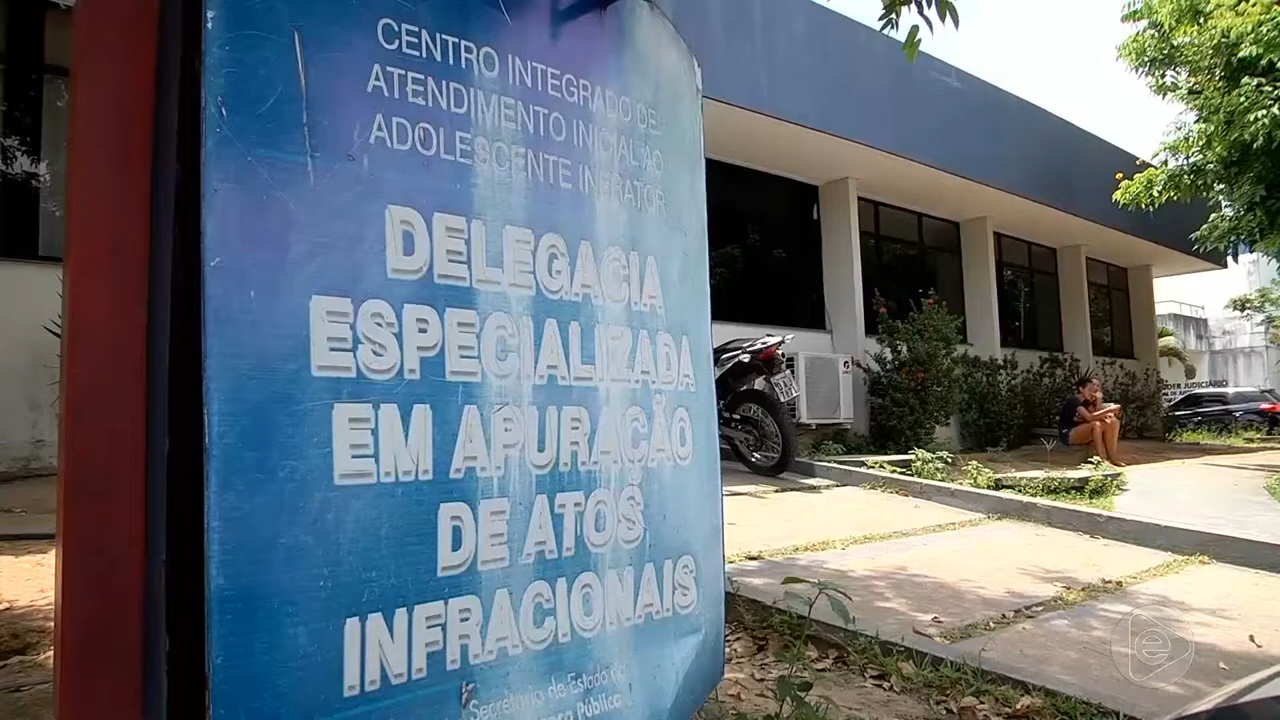 CENTRO INTEGRADO DE
ATENDIMENTO INICIAL AO
ADOLESCENTE INFRATOR
DELEGACIA
ESPECIALIZADA
EM APURAÇÃO
DE ATOS
INFRACIONAIS
Secretaria de Estado da
Pública
PODER JUDICIÁRIO
e